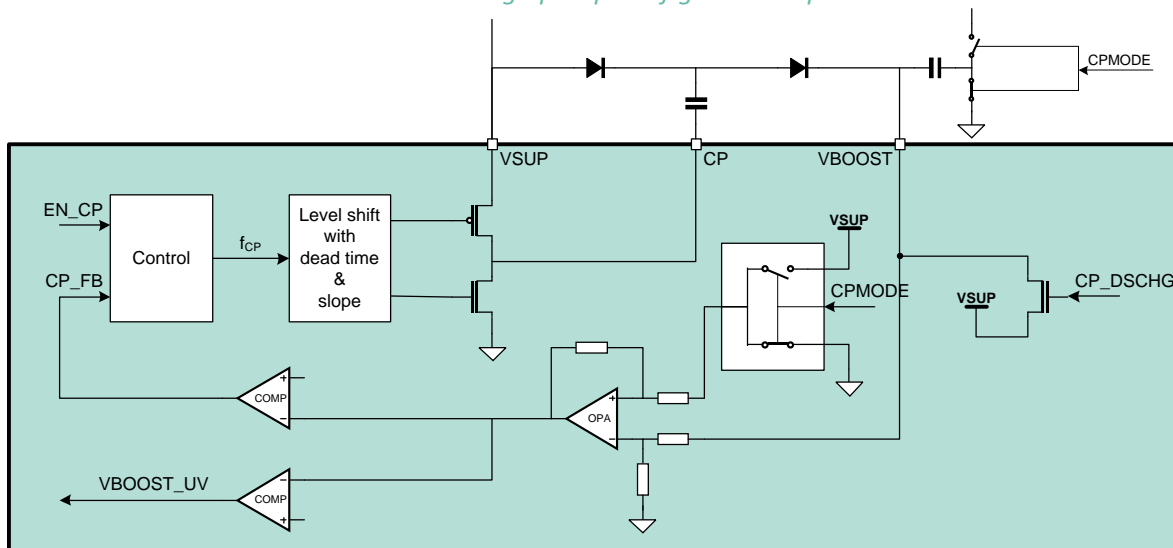 CPMODE
VSUP
CP
VBOOST
EN_CP
Control
fCP
Level shift
with
dead time
&
slope
CP_FB
VSUP
CPMODE
VSUP
CP_DSCHG
COMP
+
−
OPA
+
−
VBOOST_UV
COMP
−
+